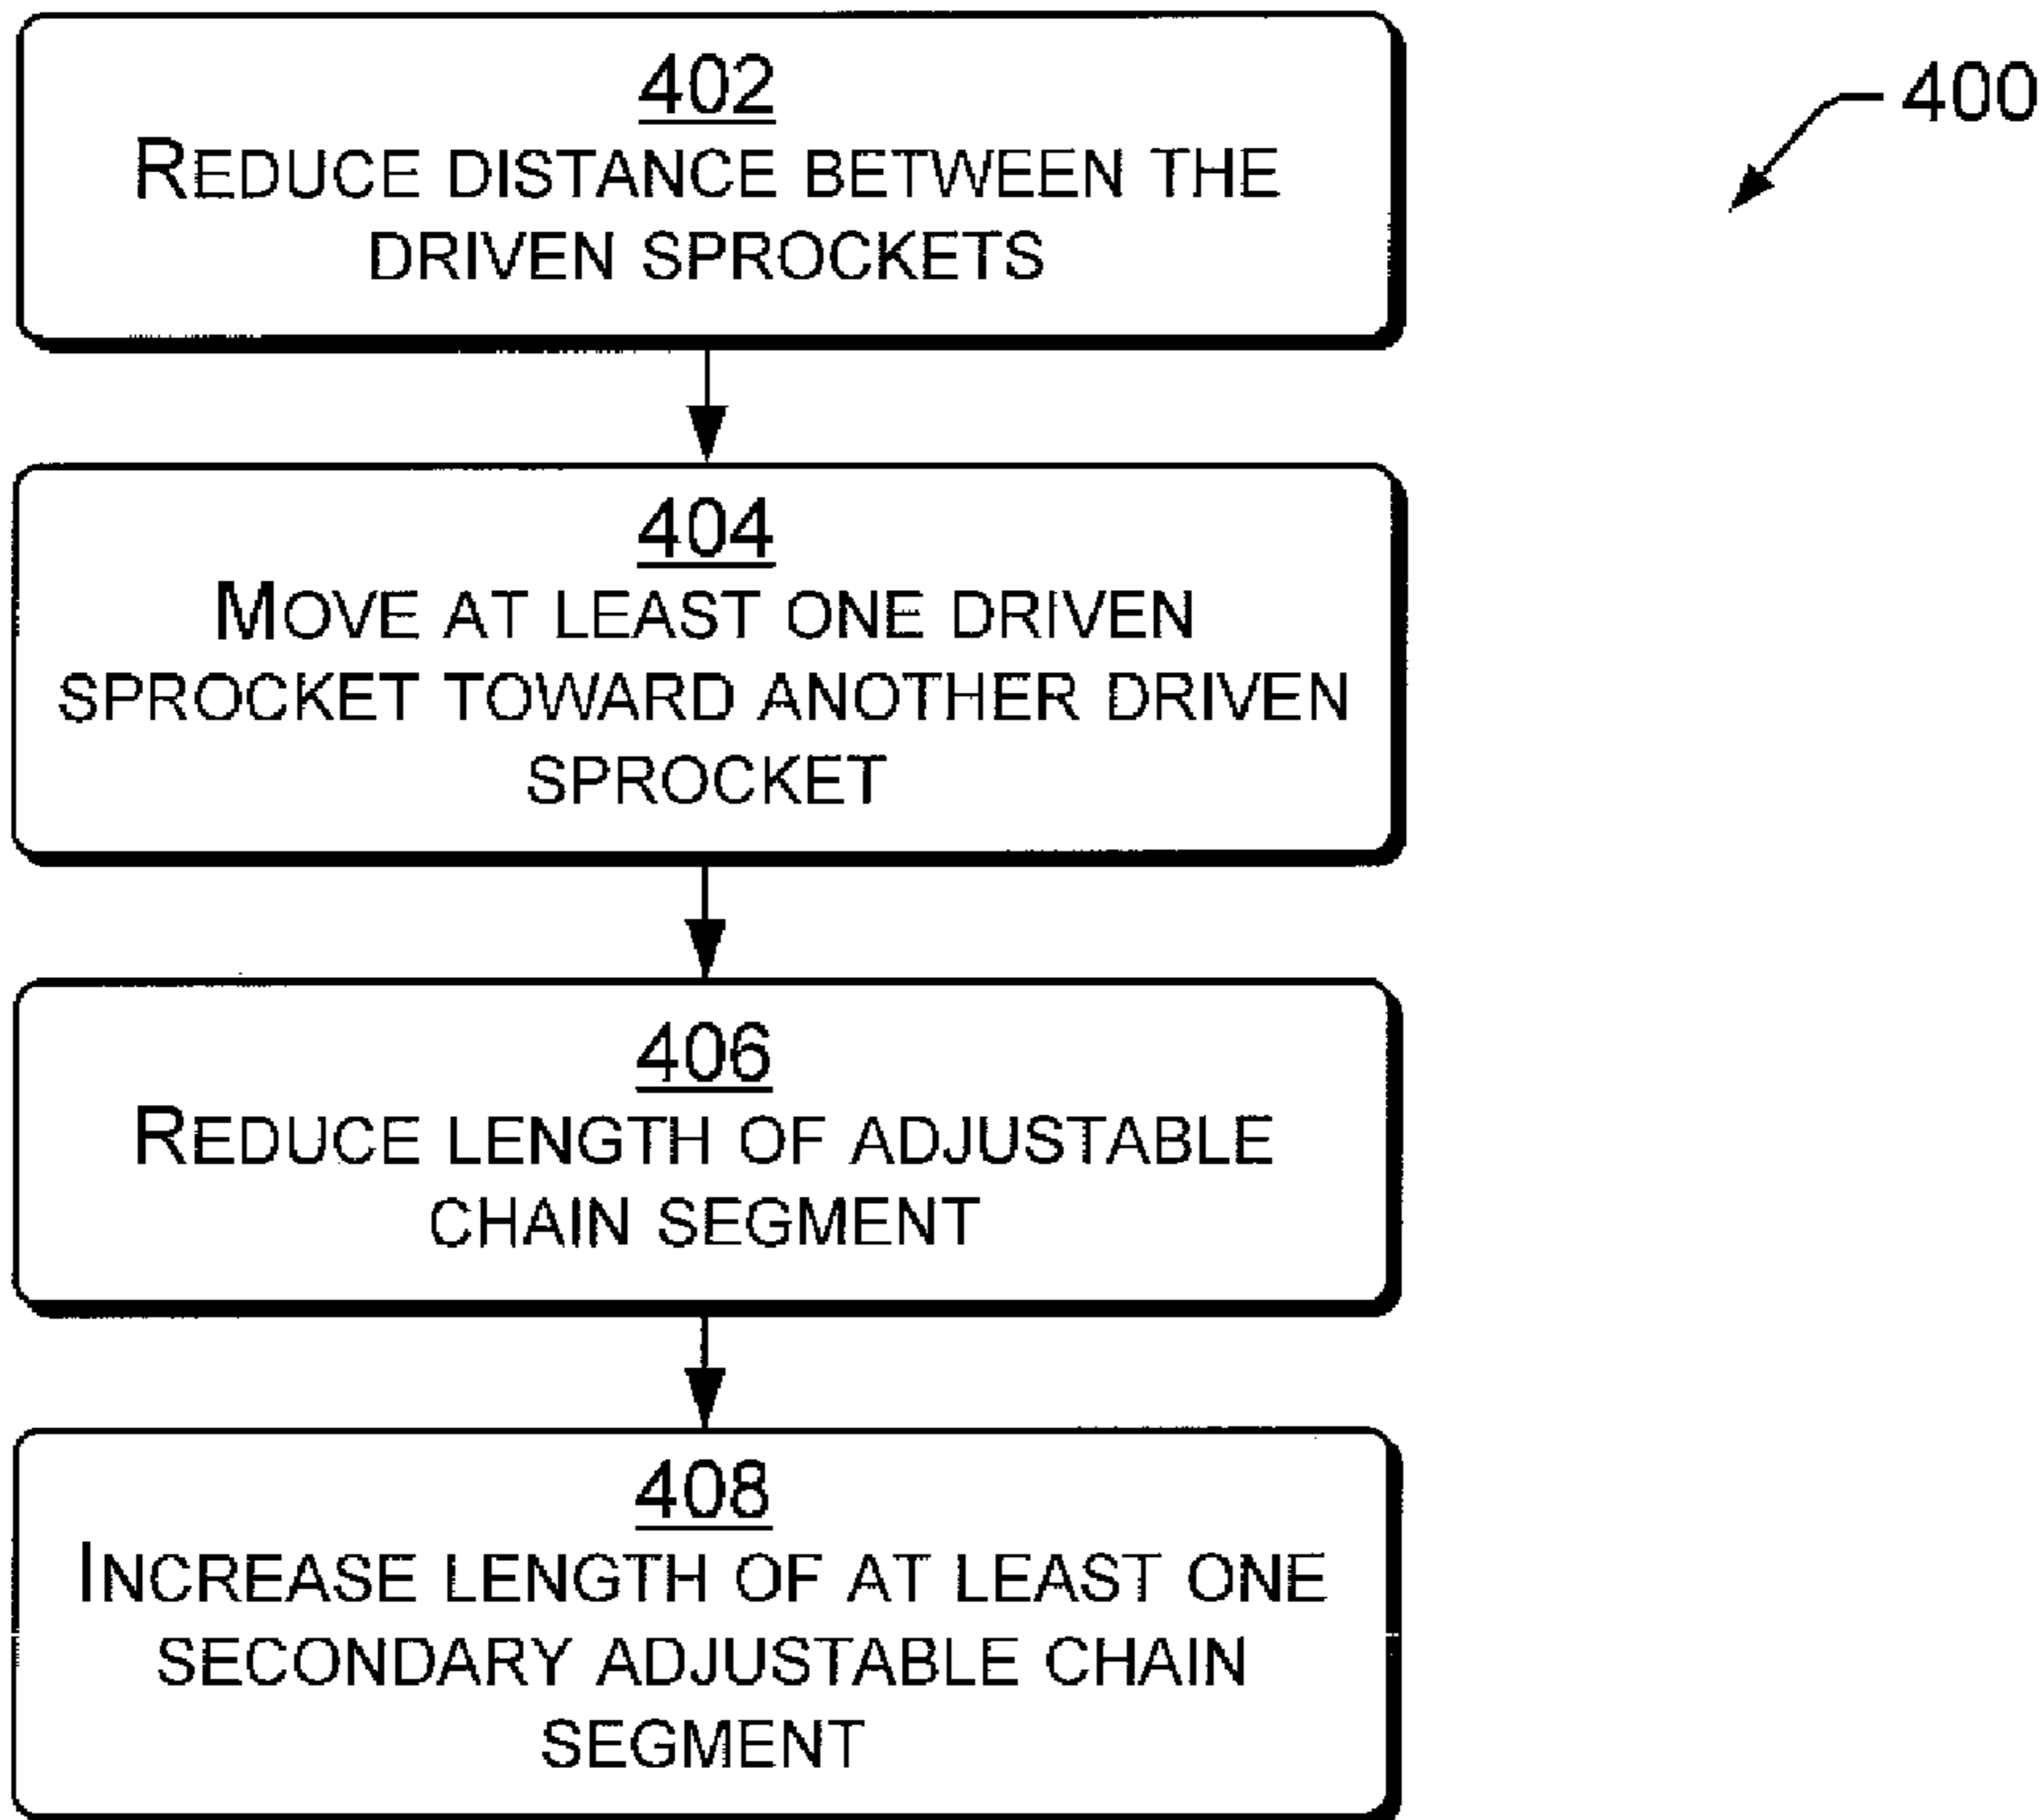 402
REDUCE DISTANCE BETWEEN THE
DRIVEN SPROCKETS
400
404
MOVE AT LEAST ONE DRIVEN
SPROCKET TOWARD ANOTHER DRIVEN
SPROCKET
406
REDUCE LENGTH OF ADJUSTABLE
CHAIN SEGMENT
408
INCREASE LENGTH OF AT LEAST ONE
SECONDARY ADJUSTABLE CHAIN
SEGMENT